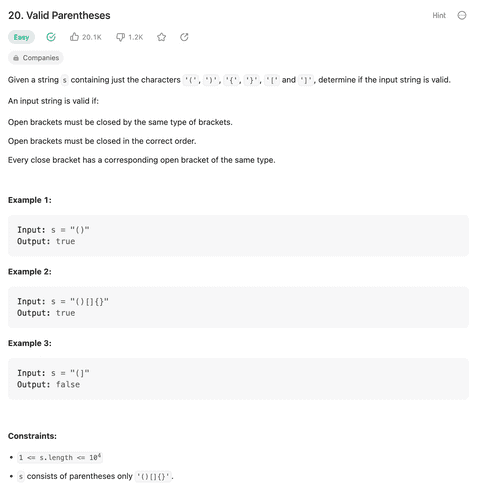 20. Valid Parentheses
Hint
Easy 20.1K 1.2K
Companies
Given a string s containing just the characters '(', ')', '{', '}', '[' and ']', determine if the input string is valid.
An input string is valid if:
Open brackets must be closed by the same type of brackets.
Open brackets must be closed in the correct order.
Every close bracket has a corresponding open bracket of the same type.
Example 1:
Input: s = "()"
Output: true
Example 2:
Input: s = "()[]{}"
Output: true
Example 3:
Input: s = "(]"
Output: false
Constraints:
• 1 <= s.length <= 10⁴
• s consists of parentheses only '()[]{}'.